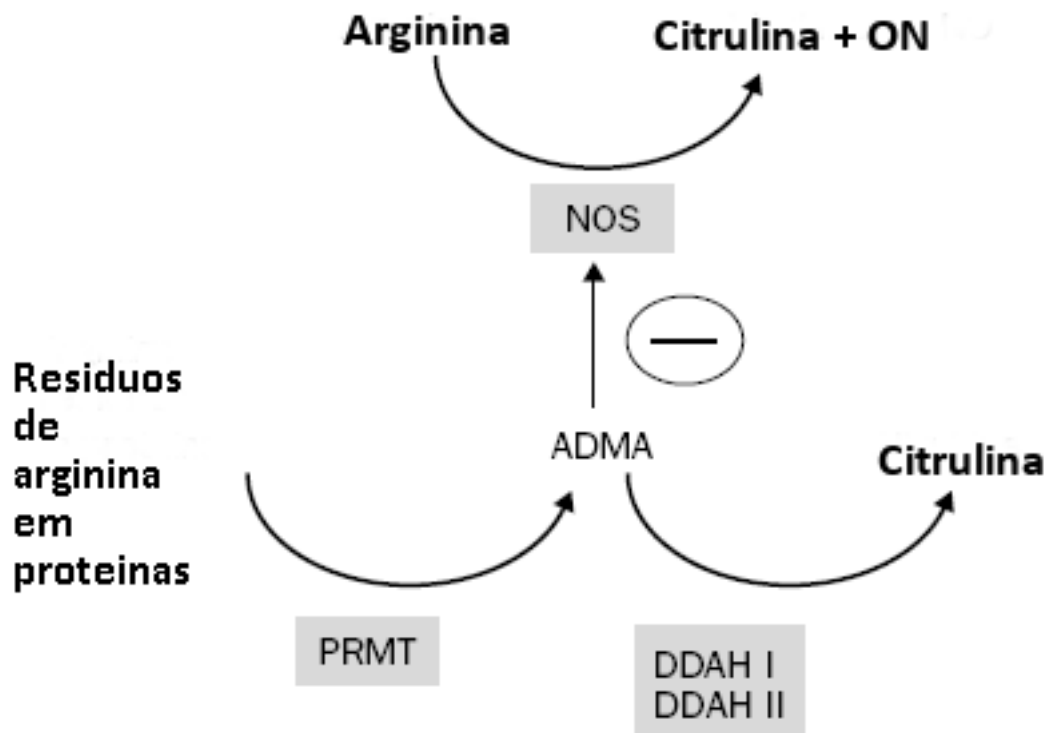 Arginina
Citrulina + ON
NOS
Residuos
de
arginina
em
proteinas
ADMA
Citrulina
PRMT
DDAH I
DDAH II